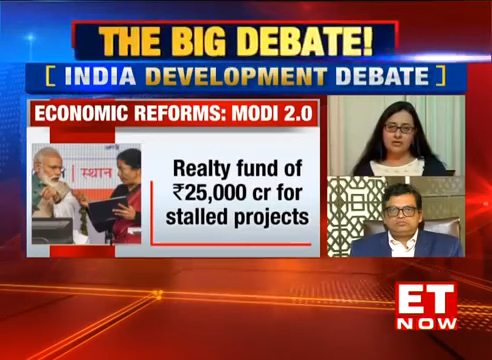 THE BIG DEBATE!
[ INDIA DEVELOPMENT DEBATE ]
ECONOMIC REFORMS: MODI 2.0
स्थान
Realty fund of
₹25,000 cr for
stalled projects
ET
NOW